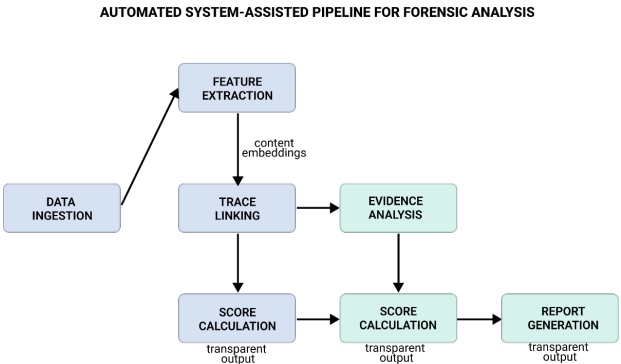 AUTOMATED SYSTEM-ASSISTED PIPELINE FOR FORENSIC ANALYSIS
FEATURE
EXTRACTION
content
embeddings
DATA
INGESTION
TRACE
LINKING
EVIDENCE
ANALYSIS
SCORE
CALCULATION
transparent
output
SCORE
CALCULATION
transparent
output
REPORT
GENERATION
transparent
output